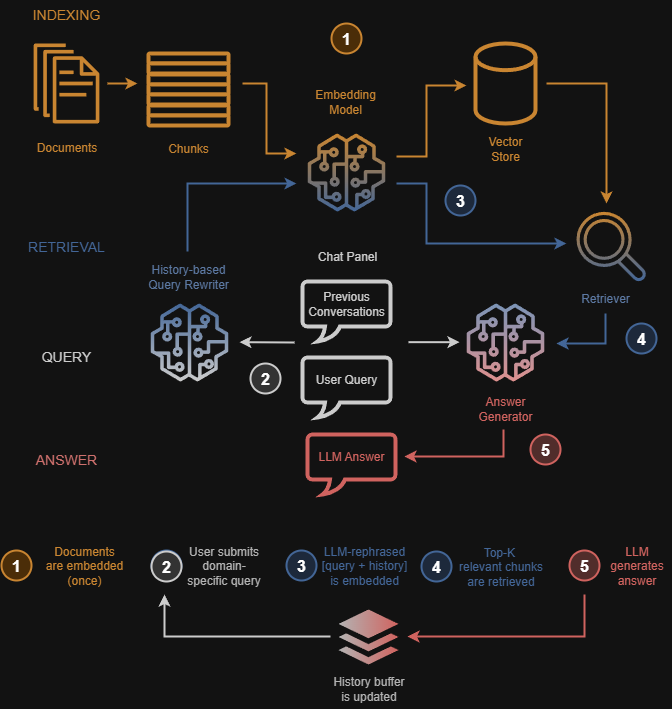 INDEXING
1
Embedding
Model
Documents
Chunks
Vector
Store
3
RETRIEVAL
History-based
Query Rewriter
Chat Panel
Previous
Conversations
Retriever
4
QUERY
2
User Query
Answer
Generator
ANSWER
LLM Answer
5
1
Documents
are embedded
(once)
2
User submits
domain-
specific query
3
LLM-rephrased
[query + history]
is embedded
4
Top-K
relevant chunks
are retrieved
5
LLM
generates
answer
History buffer
is updated